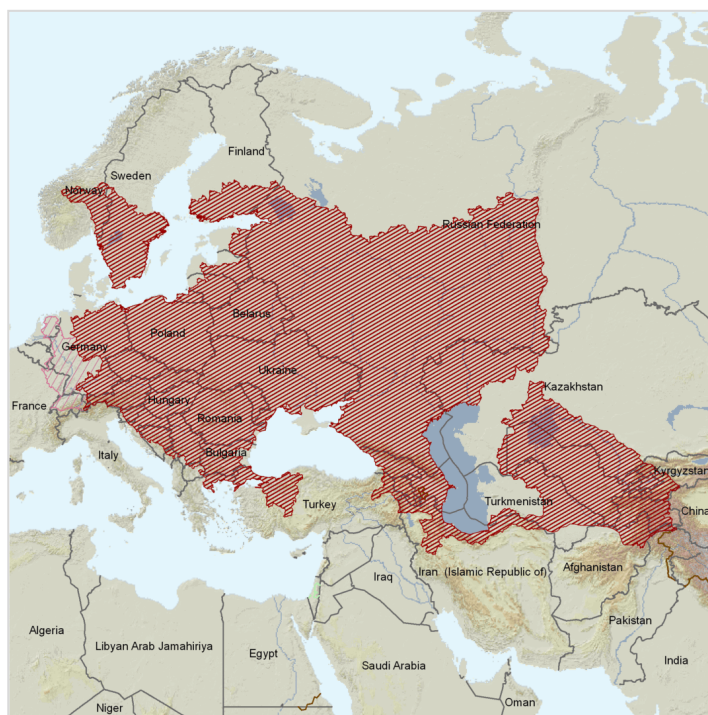 Finland
Sweden
Norway
Russian Federation
Belarus
Poland
Germany
Ukraine
Kazakhstan
Hungary
France
Romania
Bulgaria
Italy
Kyrgyzstan
Turkmenistan
Turkey
China
Afghanistan
Iran (Islamic Republic of)
Iraq
Pakistan
Algeria
Libyan Arab Jamahiriya
Egypt
Saudi Arabia
India
Oman
Niger